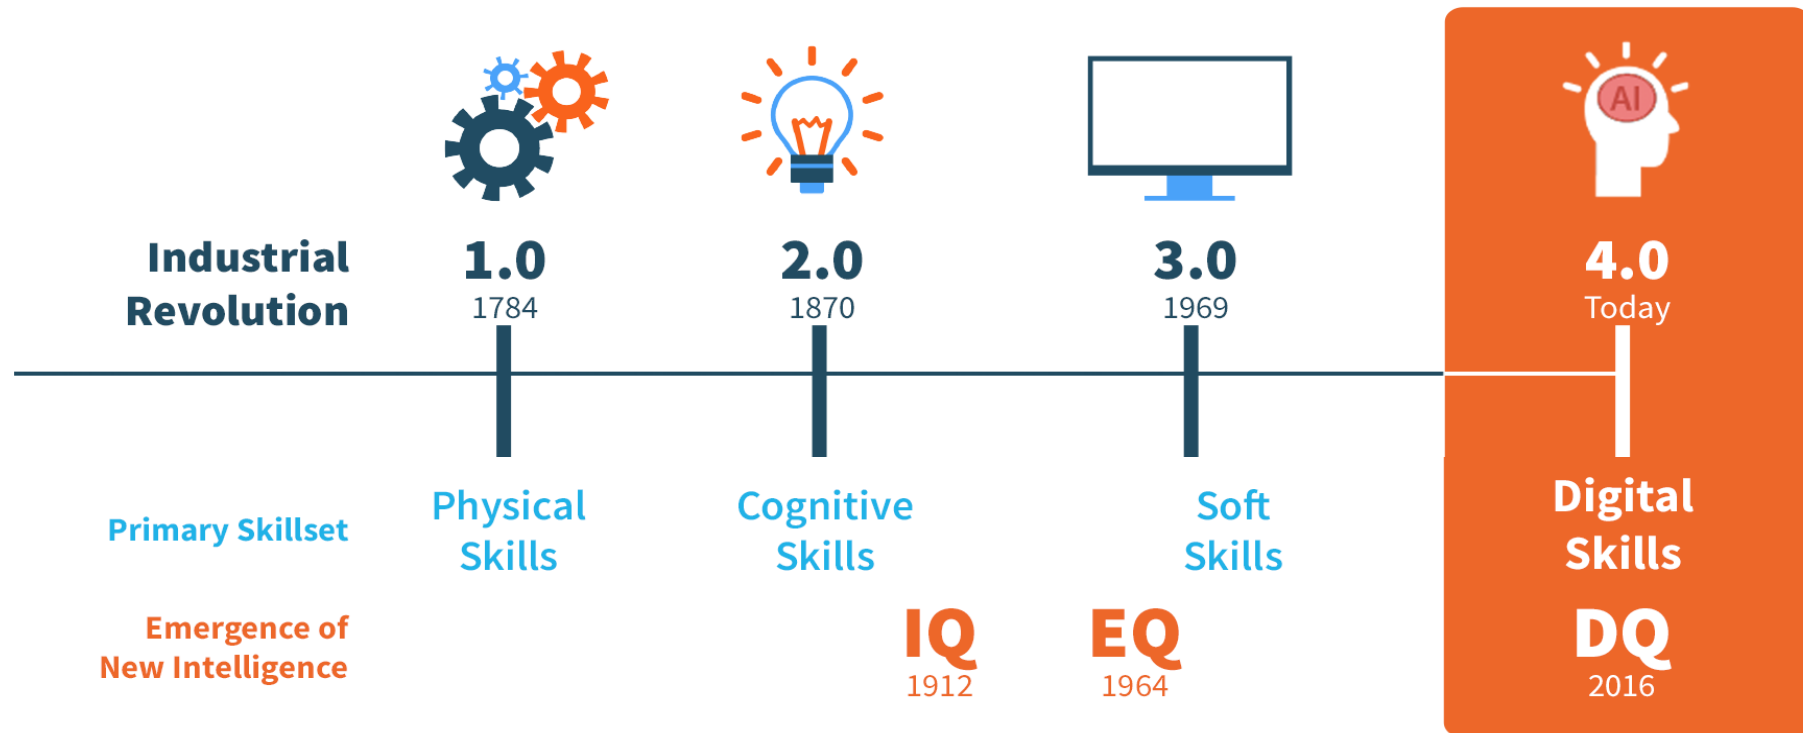 AI
Industrial
Revolution
1.0
1784
2.0
1870
3.0
1969
4.0
Today
Primary Skillset
Physical
Skills
Cognitive
Skills
Soft
Skills
Digital
Skills
Emergence of
New Intelligence
IQ
1912
EQ
1964
DQ
2016